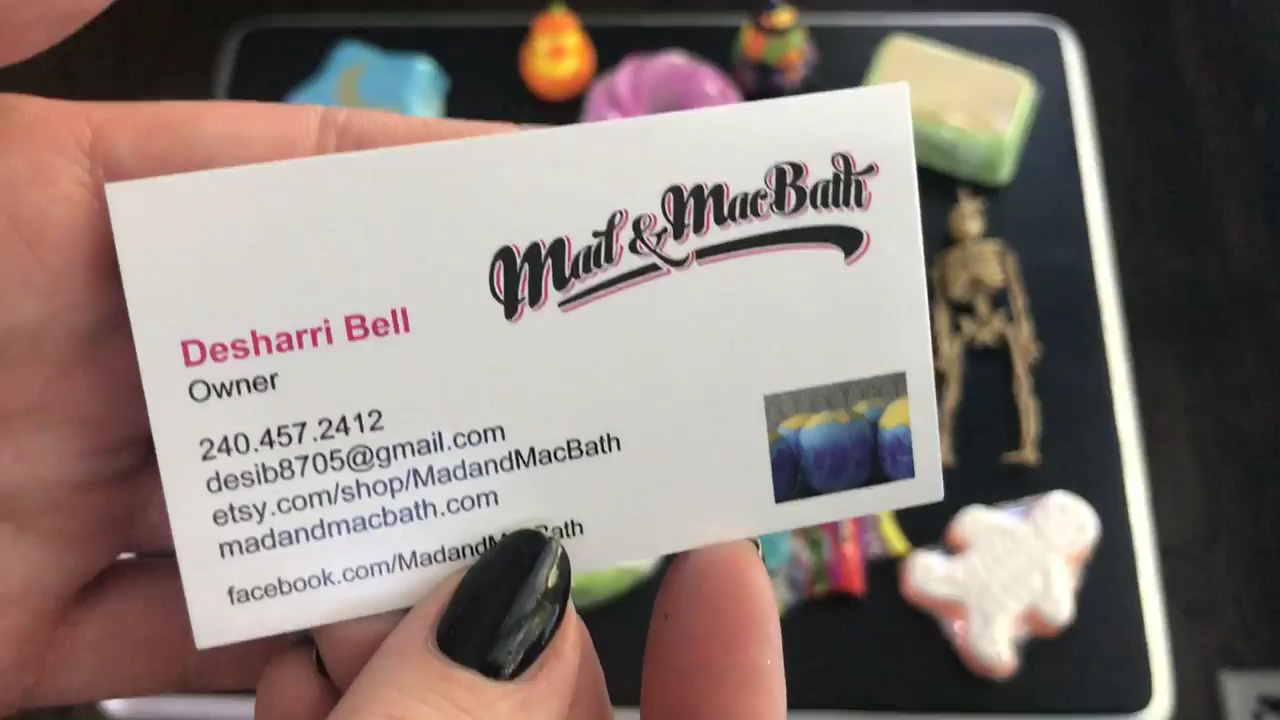 Mad & MacBath
Desharri Bell
Owner
240.457.2412
desib8705@gmail.com
etsy.com/shop/MadandMacBath
madandmacbath.com
facebook.com/MadandMacBath